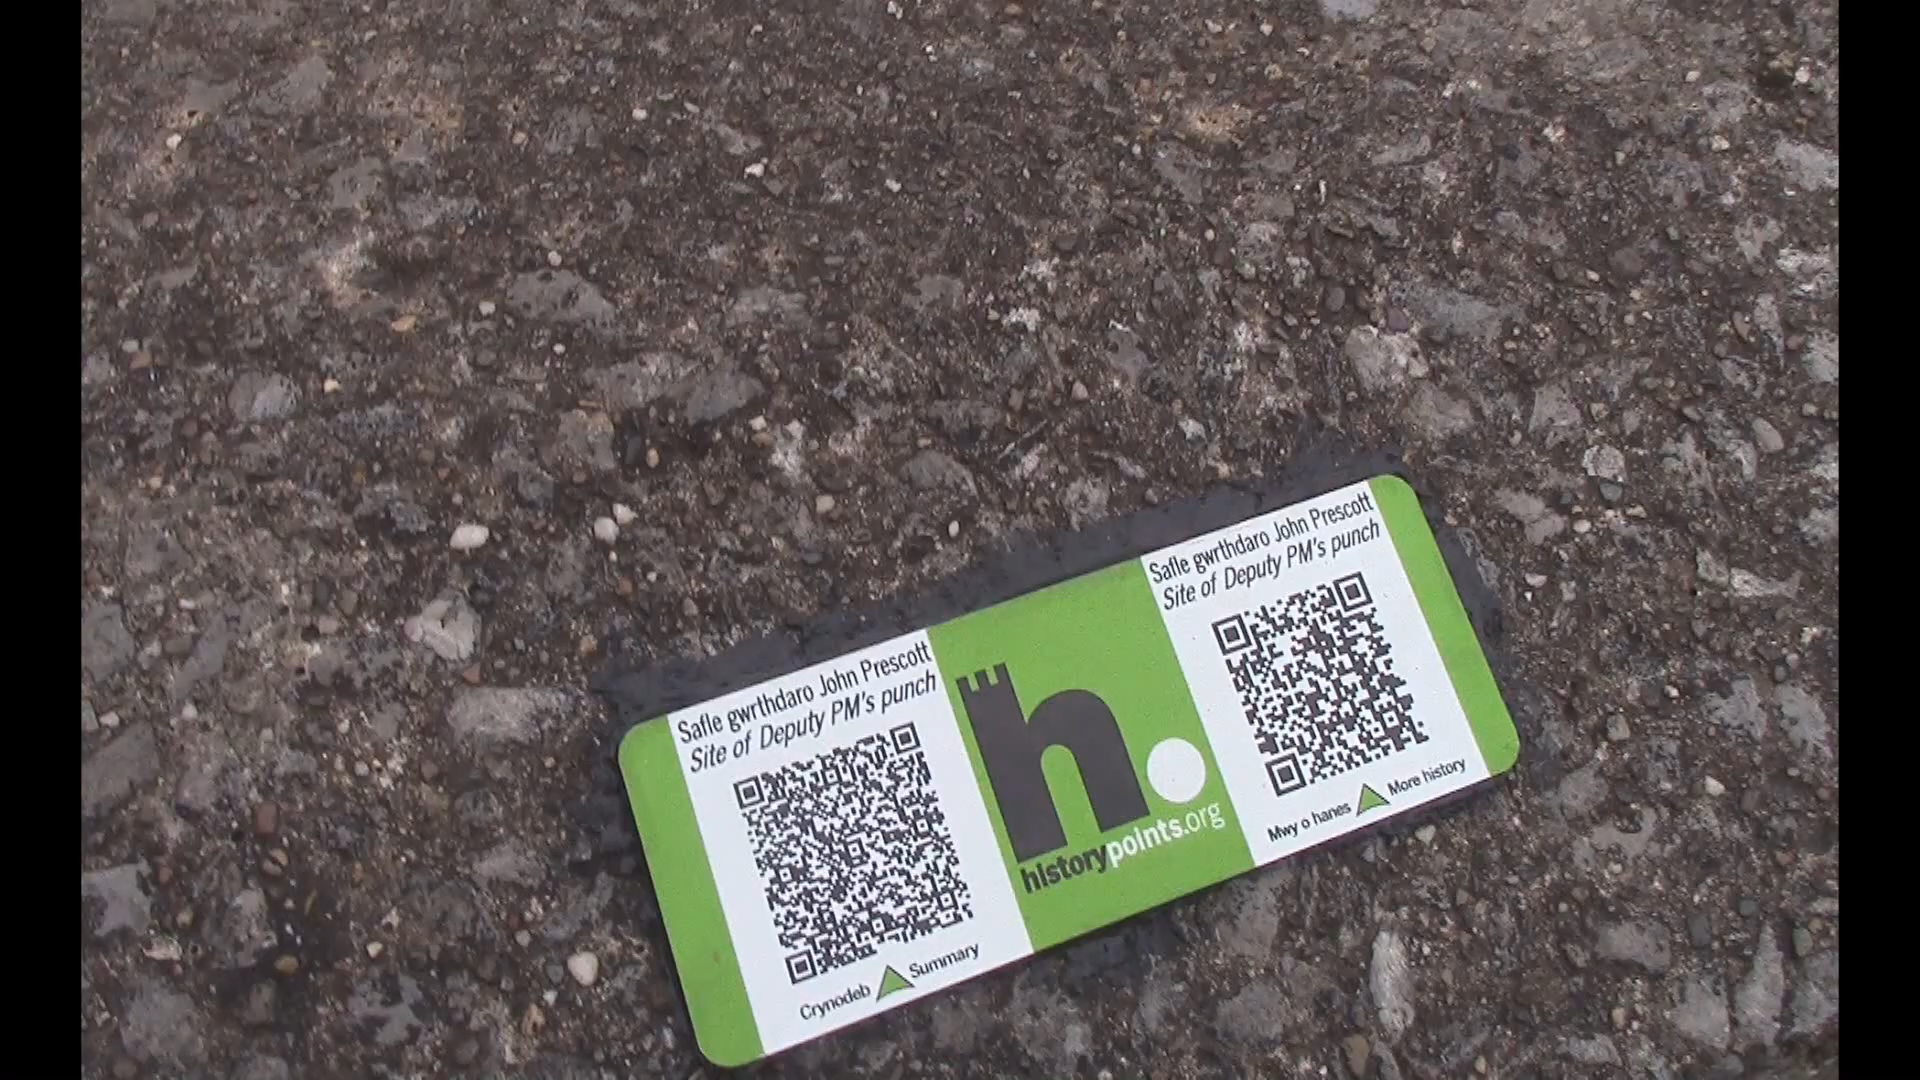 Safle gwrthdaro John Prescott
Site of Deputy PM's punch
Crynodeb Summary
h.
historypoints.org
Safle gwrthdaro John Prescott
Site of Deputy PM's punch
Mwy o hanes More history